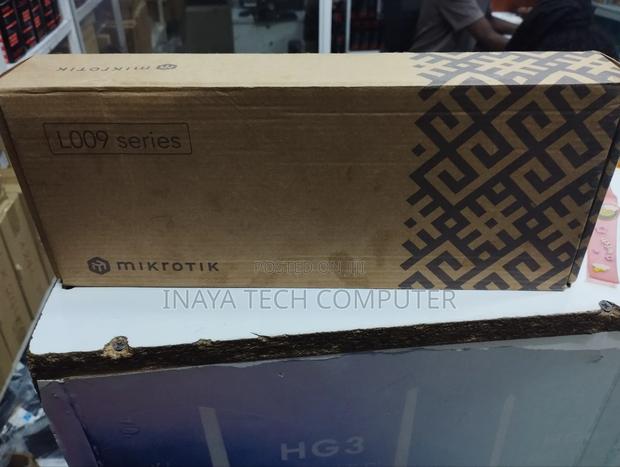 mikrotik
L009 series
mikrotik
POSTED ON
INAYA TECH COMPUTER
HG3